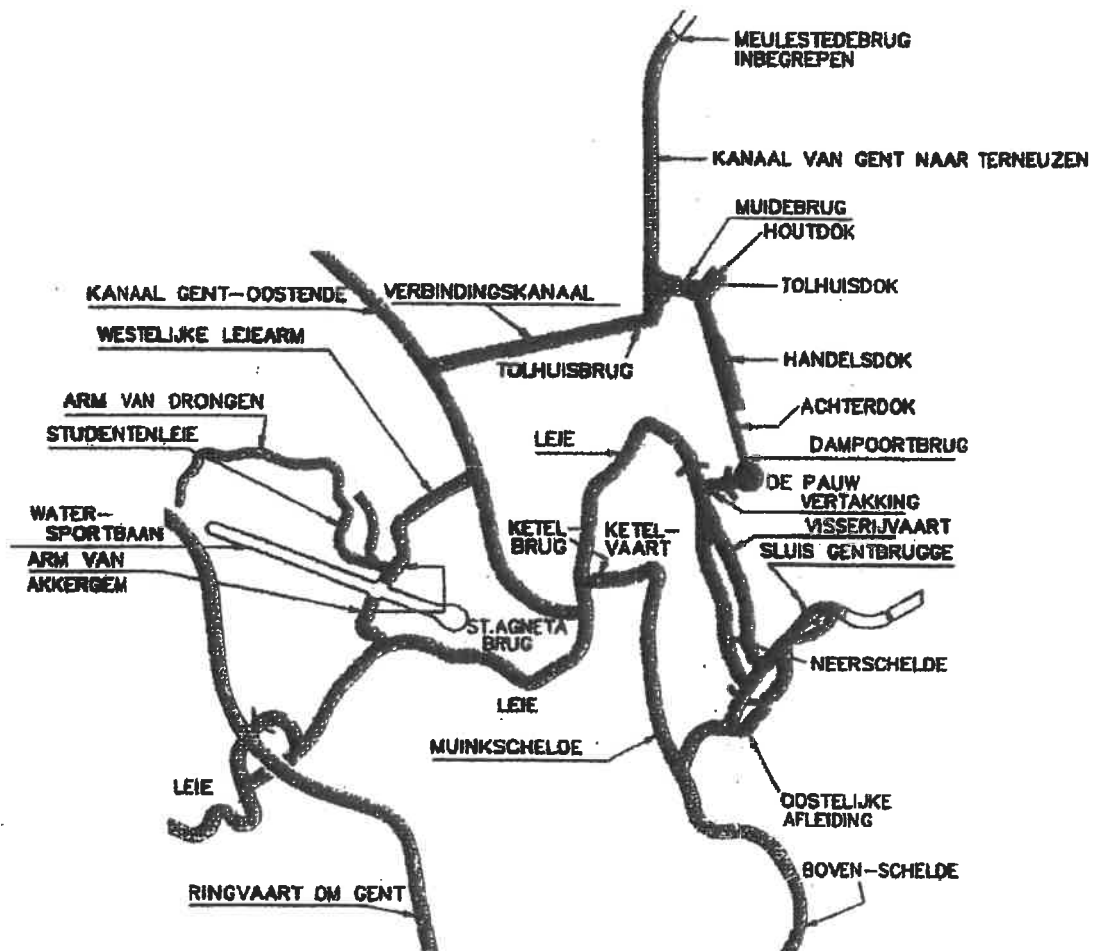 MEULESTEDEBRUG
INBEGREPEN
KANAAL VAN GENT NAAR TERNEUZEN
MUIDEBRUG
HOUTDOK
TOLHUISDOK
KANAAL GENT-OOSTENDE
VERBINDINGSKANAAL
WESTELIJKE LEIEARM
TOLHUISBRUG
HANDELSDOK
ARM VAN DRONGEN
ACHTERDOK
STUDENTENLEIE
LEIE
DAMPOORTBRUG
DE PAUW
VERTAKKING
WATER-
SPORTBAAN
KETEL
BRUG
KETEL-
VAART
VISSERIJVAART
SLUIS GENTBRUGGE
ARM VAN
AKKERGEM
ST.AGNETA
BRUG
NEERSCHELDE
LEIE
MUINKSCHELDE
LEIE
OOSTELIJKE
AFLEIDING
BOVEN-SCHELDE
RINGVAART OM GENT